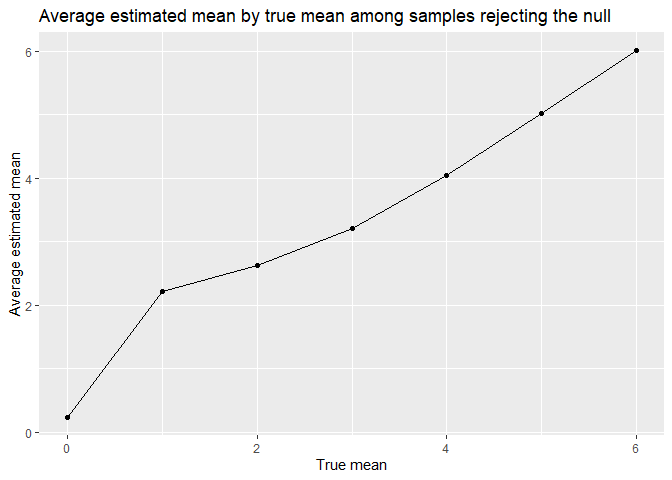 Average estimated mean by true mean among samples rejecting the null
Average estimated mean
6
4
2
0
0 2 4 6
True mean